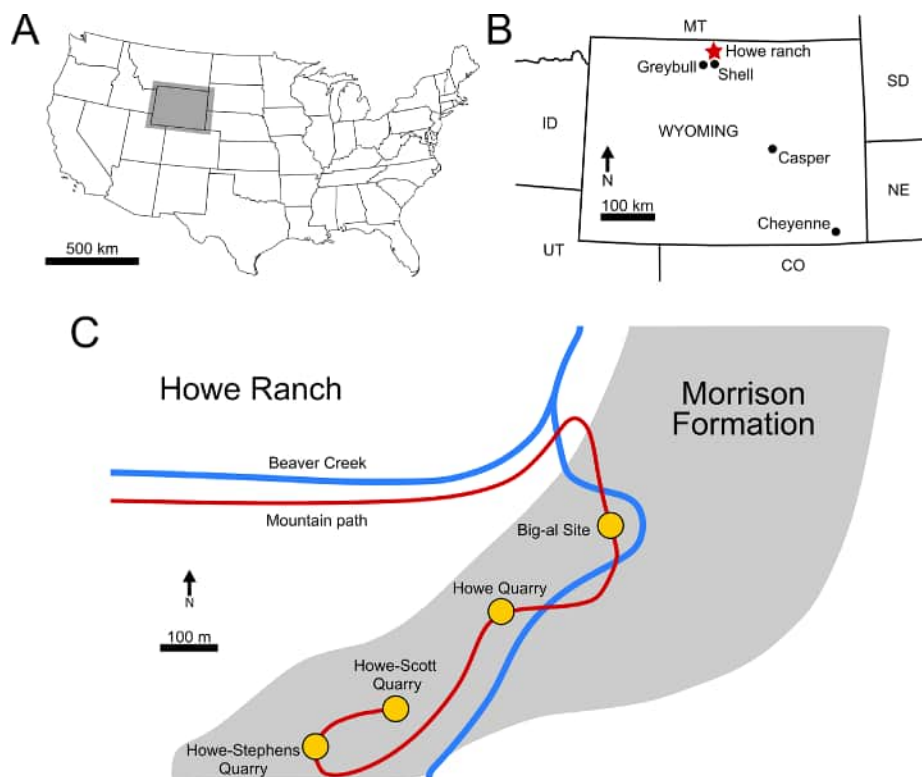 A
500 km
B
MT
Howe ranch
Greybull
Shell
SD
ID
WYOMING
Casper
N
100 km
NE
Cheyenne
UT
CO
C
Howe Ranch
Morrison
Formation
Beaver Creek
Mountain path
Big-al Site
N
100 m
Howe Quarry
Howe-Scott
Quarry
Howe-Stephens
Quarry